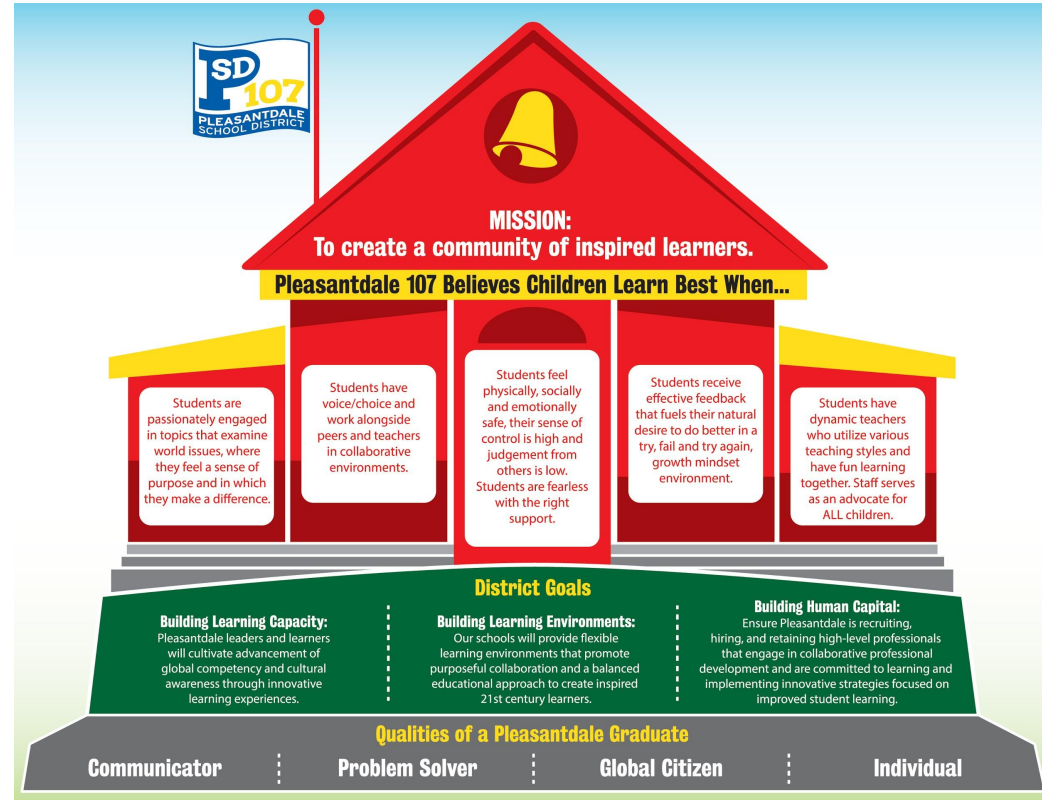 PSD
107
PLEASANTDALE
SCHOOL DISTRICT
MISSION:
To create a community of inspired learners.
Pleasantdale 107 Believes Children Learn Best When...
Students are
passionately engaged
in topics that examine
world issues, where
they feel a sense of
purpose and in which
they make a difference.
Students have
voice/choice and
work alongside
peers and teachers
in collaborative
environments.
Students feel
physically, socially
and emotionally
safe, their sense of
control is high and
judgement from
others is low.
Students are fearless
with the right
support.
Students receive
effective feedback
that fuels their natural
desire to do better in a
try, fail and try again,
growth mindset
environment.
Students have
dynamic teachers
who utilize various
teaching styles and
have fun learning
together. Staff serves
as an advocate for
ALL children.
District Goals
Building Learning Capacity:
Pleasantdale leaders and learners
will cultivate advancement of
global competency and cultural
awareness through innovative
learning experiences.
Building Learning Environments:
Our schools will provide flexible
learning environments that promote
purposeful collaboration and a balanced
educational approach to create inspired
21st century learners.
Building Human Capital:
Ensure Pleasantdale is recruiting,
hiring, and retaining high-level professionals
that engage in collaborative professional
development and are committed to learning and
implementing innovative strategies focused on
improved student learning.
Qualities of a Pleasantdale Graduate
Communicator
Problem Solver
Global Citizen
Individual